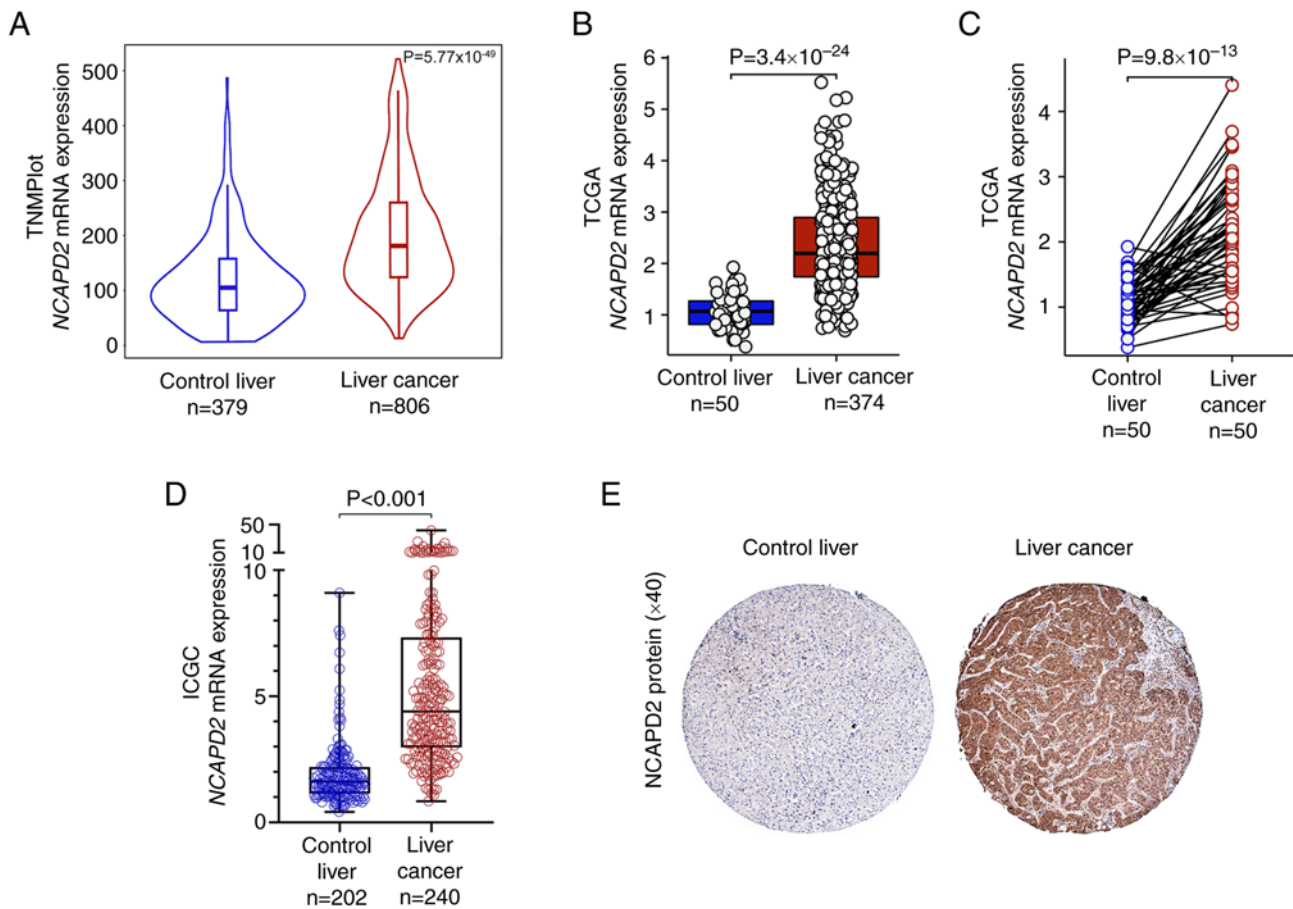 A
TNMPlot
NCAPD2 mRNA expression
500
400
300
200
100
0
P=5.77x10⁻⁴⁹
Control liver
n=379
Liver cancer
n=806
B
TCGA
NCAPD2 mRNA expression
6
5
4
3
2
1
P=3.4×10⁻²⁴
Control liver
n=50
Liver cancer
n=374
C
TCGA
NCAPD2 mRNA expression
4
3
2
1
P=9.8×10⁻¹³
Control
liver
n=50
Liver
cancer
n=50
D
ICGC
NCAPD2 mRNA expression
50
10
10
5
0
P<0.001
Control
liver
n=202
Liver
cancer
n=240
E
NCAPD2 protein (×40)
Control liver
Liver cancer